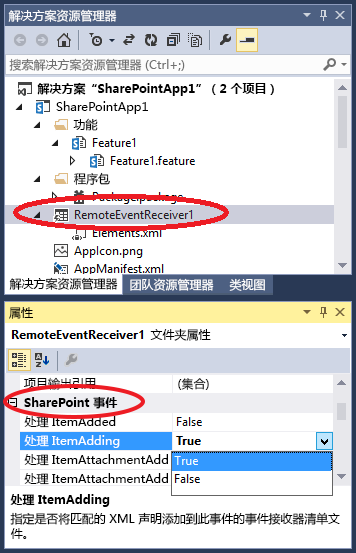 解决方案资源管理器
搜索解决方案资源管理器(Ctrl+;)
解决方案"SharePointApp1" (2 个项目)
SharePointApp1
功能
Feature1
Feature1.feature
程序包
Package.package
RemoteEventReceiver1
Elements.xml
AppIcon.png
AppManifest.xml
解决方案资源管理器 团队资源管理器 类视图
属性
RemoteEventReceiver1 文件夹属性
项目输出引用 (集合)
SharePoint 事件
处理 ItemAdded False
处理 ItemAdding True
处理 ItemAttachmentAdd True
处理 ItemAttachmentAdd False
处理 ItemAdding
指定是否将匹配的 XML 声明添加到此事件的事件接收器清单文
件。